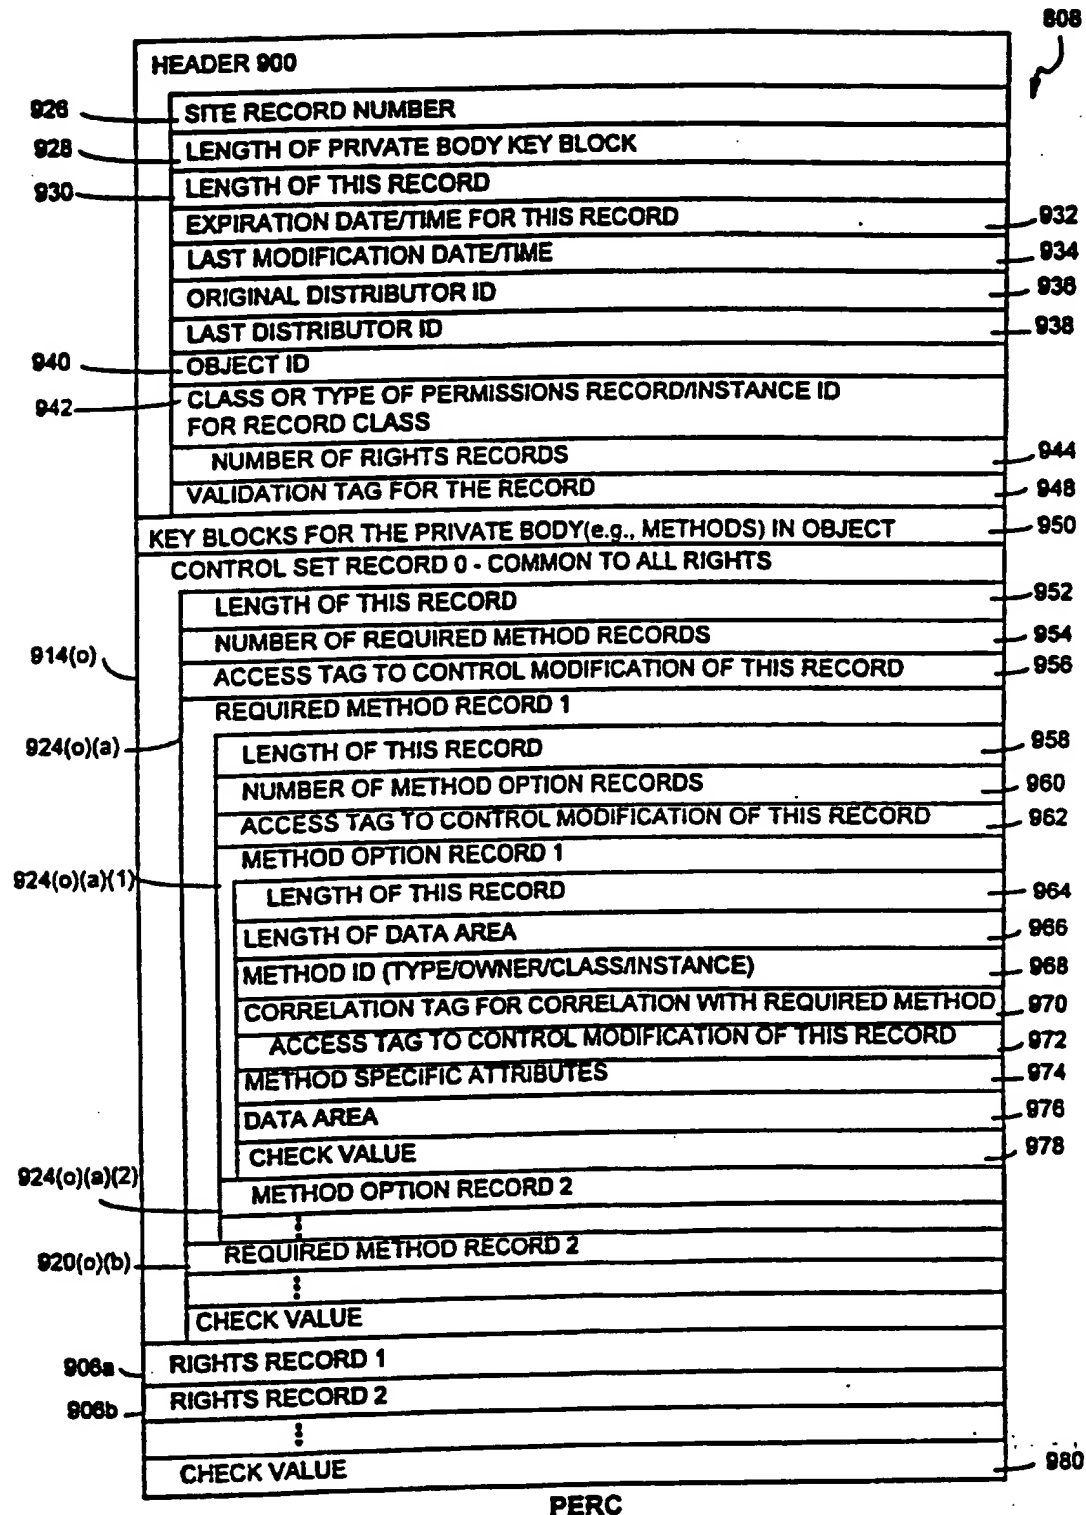 808
HEADER 900
926 SITE RECORD NUMBER
928 LENGTH OF PRIVATE BODY KEY BLOCK
930 LENGTH OF THIS RECORD
EXPIRATION DATE/TIME FOR THIS RECORD 932
LAST MODIFICATION DATE/TIME 934
ORIGINAL DISTRIBUTOR ID 936
LAST DISTRIBUTOR ID 938
940 OBJECT ID
942 CLASS OR TYPE OF PERMISSIONS RECORD/INSTANCE ID
FOR RECORD CLASS
NUMBER OF RIGHTS RECORDS 944
VALIDATION TAG FOR THE RECORD 948
KEY BLOCKS FOR THE PRIVATE BODY(e.g., METHODS) IN OBJECT 950
CONTROL SET RECORD 0 - COMMON TO ALL RIGHTS
LENGTH OF THIS RECORD 952
NUMBER OF REQUIRED METHOD RECORDS 954
914(o) ACCESS TAG TO CONTROL MODIFICATION OF THIS RECORD 956
REQUIRED METHOD RECORD 1
924(o)(a) LENGTH OF THIS RECORD 958
NUMBER OF METHOD OPTION RECORDS 960
ACCESS TAG TO CONTROL MODIFICATION OF THIS RECORD 962
METHOD OPTION RECORD 1
924(o)(a)(1) LENGTH OF THIS RECORD 964
LENGTH OF DATA AREA 966
METHOD ID (TYPE/OWNER/CLASS/INSTANCE) 968
CORRELATION TAG FOR CORRELATION WITH REQUIRED METHOD 970
ACCESS TAG TO CONTROL MODIFICATION OF THIS RECORD 972
METHOD SPECIFIC ATTRIBUTES 974
DATA AREA 976
CHECK VALUE 978
924(o)(a)(2) METHOD OPTION RECORD 2
920(o)(b) REQUIRED METHOD RECORD 2
CHECK VALUE
906a RIGHTS RECORD 1
906b RIGHTS RECORD 2
CHECK VALUE 980
PERC